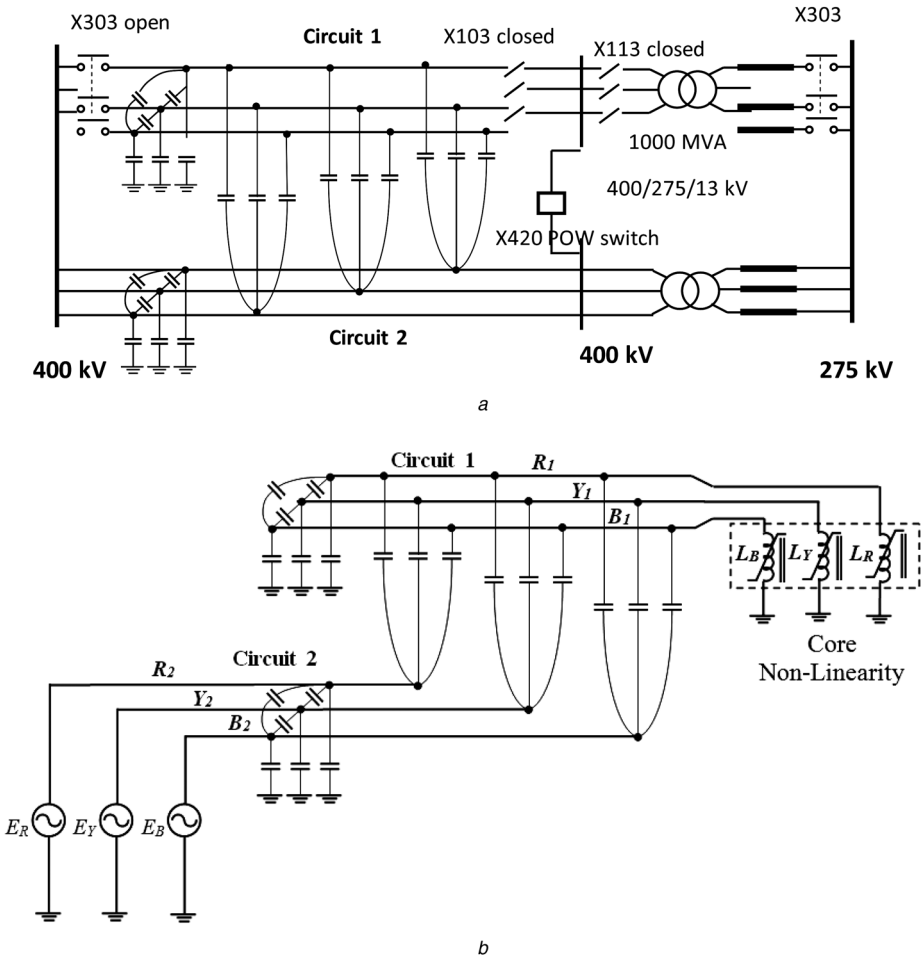 X303 open
Circuit 1
X103 closed
X113 closed
X303
1000 MVA
400/275/13 kV
X420 POW switch
Circuit 2
400 kV
400 kV
275 kV
a
Circuit 1
R1
Y1
B1
LB
LY
LR
Core
Non-Linearity
Circuit 2
R2
Y2
B2
ER
EY
EB
b